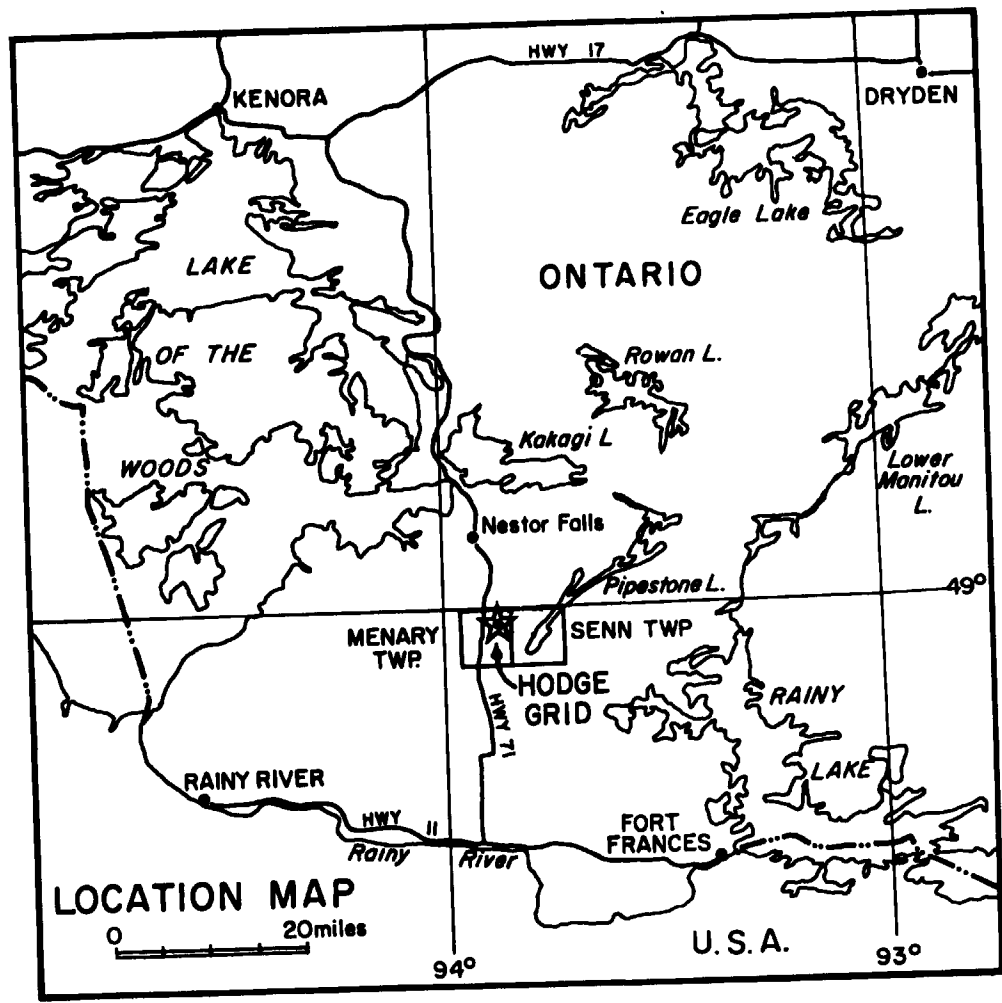 HWY 17
KENORA
DRYDEN
Eagle Lake
LAKE
ONTARIO
OF THE
Rowan L.
Kakagi L
WOODS
Lower
Manitou
L.
Nestor Falls
Pipestone L.
49°
MENARY
TWP.
SENN TWP
HODGE
GRID
HWY 71
RAINY
LAKE
RAINY RIVER
HWY 11
Rainy River
FORT
FRANCES
LOCATION MAP
0 20miles
U.S.A.
94°
93°